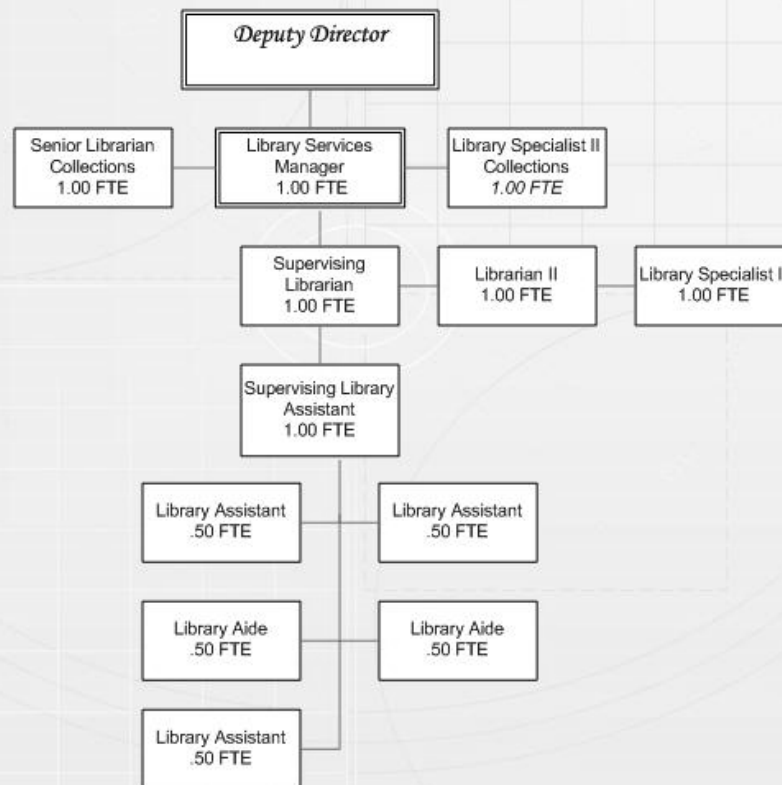 Deputy Director
Senior Librarian
Collections
1.00 FTE
Library Services
Manager
1.00 FTE
Library Specialist II
Collections
1.00 FTE
Supervising
Librarian
1.00 FTE
Librarian II
1.00 FTE
Library Specialist
1.00 FTE
Supervising Library
Assistant
1.00 FTE
Library Assistant
.50 FTE
Library Assistant
.50 FTE
Library Aide
.50 FTE
Library Aide
.50 FTE
Library Assistant
.50 FTE